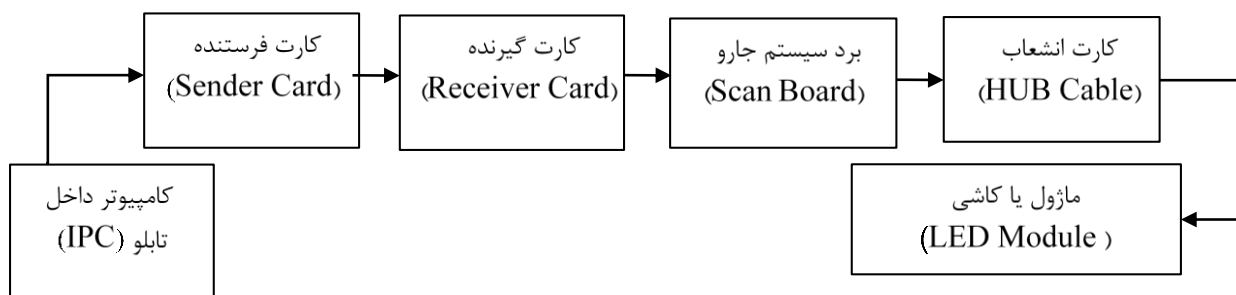 کارت فرستنده
(Sender Card)
کارت گیرنده
(Receiver Card)
برد سیستم جارو
(Scan Board)
کارت انشعاب
(HUB Cable)
کامپیوتر داخل
تابلو (IPC)
ماژول یا کاشی
(LED Module )